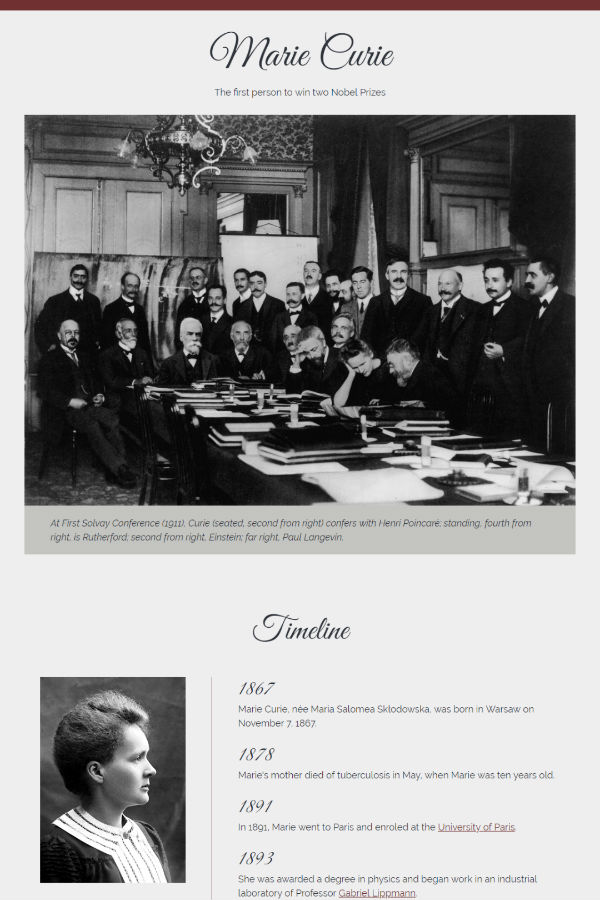 Marie Curie
The first person to win two Nobel Prizes
At First Solvay Conference (1911), Curie (seated, second from right) confers with Henri Poincaré; standing, fourth from
right, is Rutherford; second from right, Einstein; far right, Paul Langevin.
Timeline
1867
Marie Curie, née Maria Salomea Skłodowska, was born in Warsaw on
November 7, 1867.
1878
Marie's mother died of tuberculosis in May, when Marie was ten years old.
1891
In 1891, Marie went to Paris and enroled at the University of Paris
1893
She was awarded a degree in physics and began work in an industrial
laboratory of Professor Gabriel Lippmann.